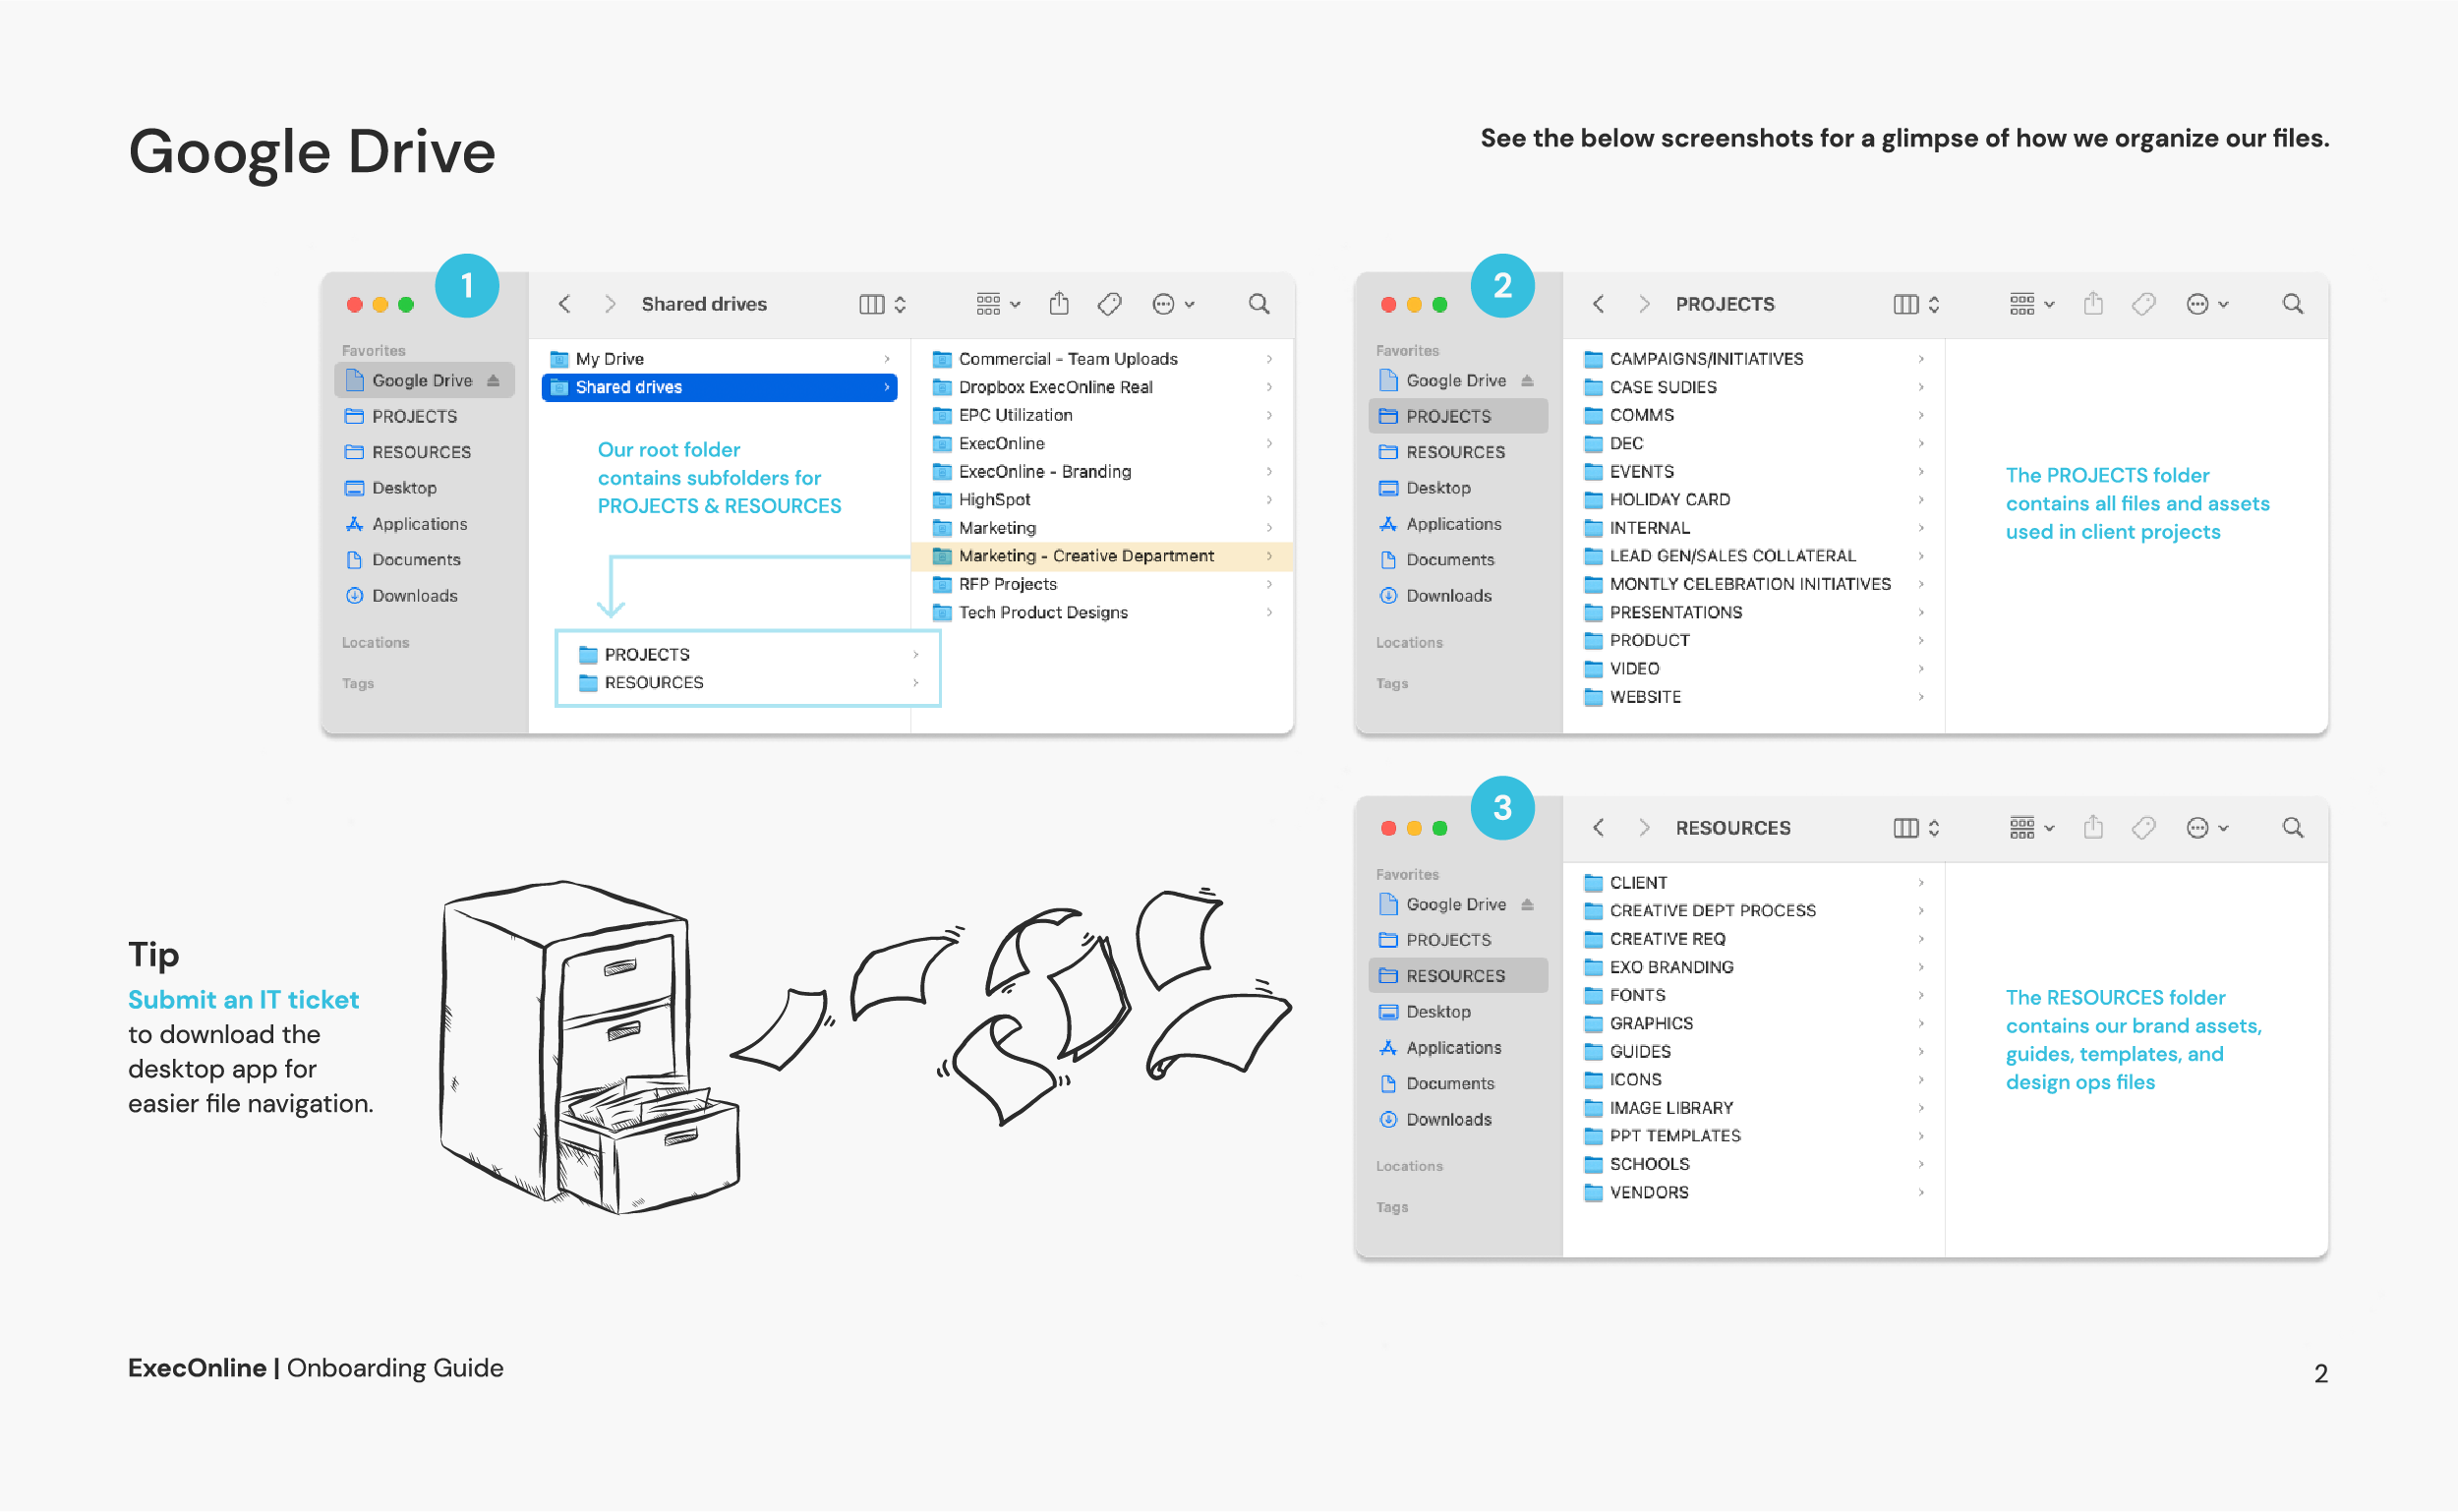 Google Drive
See the below screenshots for a glimpse of how we organize our files.
1
Shared drives
Favorites
Google Drive
PROJECTS
RESOURCES
Desktop
Applications
Documents
Downloads
Locations
Tags
My Drive
Shared drives
Our root folder
contains subfolders for
PROJECTS & RESOURCES
PROJECTS
RESOURCES
Commercial - Team Uploads
Dropbox ExecOnline Real
EPC Utilization
ExecOnline
ExecOnline - Branding
HighSpot
Marketing
Marketing - Creative Department
RFP Projects
Tech Product Designs
2
PROJECTS
Favorites
Google Drive
PROJECTS
RESOURCES
Desktop
Applications
Documents
Downloads
Locations
Tags
CAMPAIGNS/INITIATIVES
CASE SUDIES
COMMS
DEC
EVENTS
HOLIDAY CARD
INTERNAL
LEAD GEN/SALES COLLATERAL
MONTLY CELEBRATION INITIATIVES
PRESENTATIONS
PRODUCT
VIDEO
WEBSITE
The PROJECTS folder
contains all files and assets
used in client projects
Tip
Submit an IT ticket
to download the
desktop app for
easier file navigation.
3
RESOURCES
Favorites
Google Drive
PROJECTS
RESOURCES
Desktop
Applications
Documents
Downloads
Locations
Tags
CLIENT
CREATIVE DEPT PROCESS
CREATIVE REQ
EXO BRANDING
FONTS
GRAPHICS
GUIDES
ICONS
IMAGE LIBRARY
PPT TEMPLATES
SCHOOLS
VENDORS
The RESOURCES folder
contains our brand assets,
guides, templates, and
design ops files
ExecOnline | Onboarding Guide
2